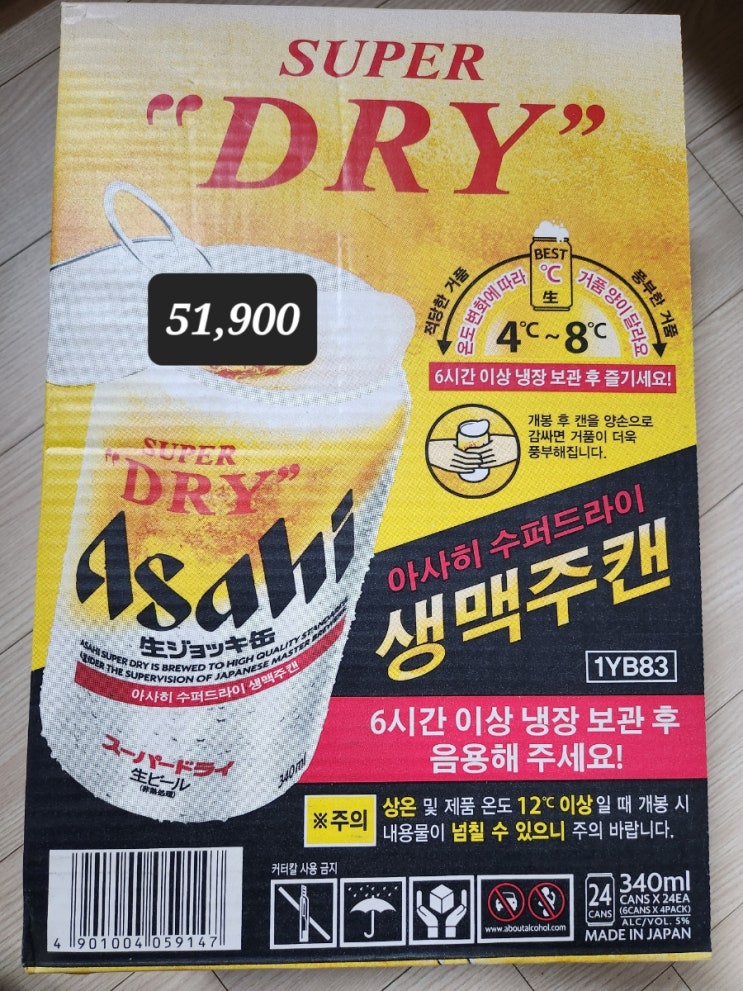 SUPER
"DRY"
51,900
적당한 거품
온도 변화에 따라
BEST
℃
生
거품 양이 달라요
풍부한 거품
4℃~8℃
6시간 이상 냉장 보관 후 즐기세요!
개봉 후 캔을 양손으로
감싸면 거품이 더욱
풍부해집니다.
SUPER
"DRY"
Asahi
生ジョッキ缶
ASAHI SUPER DRY IS BREWED TO HIGH QUALITY STANDARDS
UNDER THE SUPERVISION OF JAPANESE MASTER BREWERS
아사히 수퍼드라이 생맥주캔
スーパードライ
生ビール
(非熱処理)
340ml
아사히 수퍼드라이
생맥주캔
1YB83
6시간 이상 냉장 보관 후
음용해 주세요!
※주의
상온 및 제품 온도 12℃ 이상일 때 개봉 시
내용물이 넘칠 수 있으니 주의 바랍니다.
커터칼 사용 금지
www.aboutalcohol.com
24
CANS
340ml
CANS X 24EA
(6CANS X 4PACK)
ALC/VOL. 5%
MADE IN JAPAN
4 901004 059147